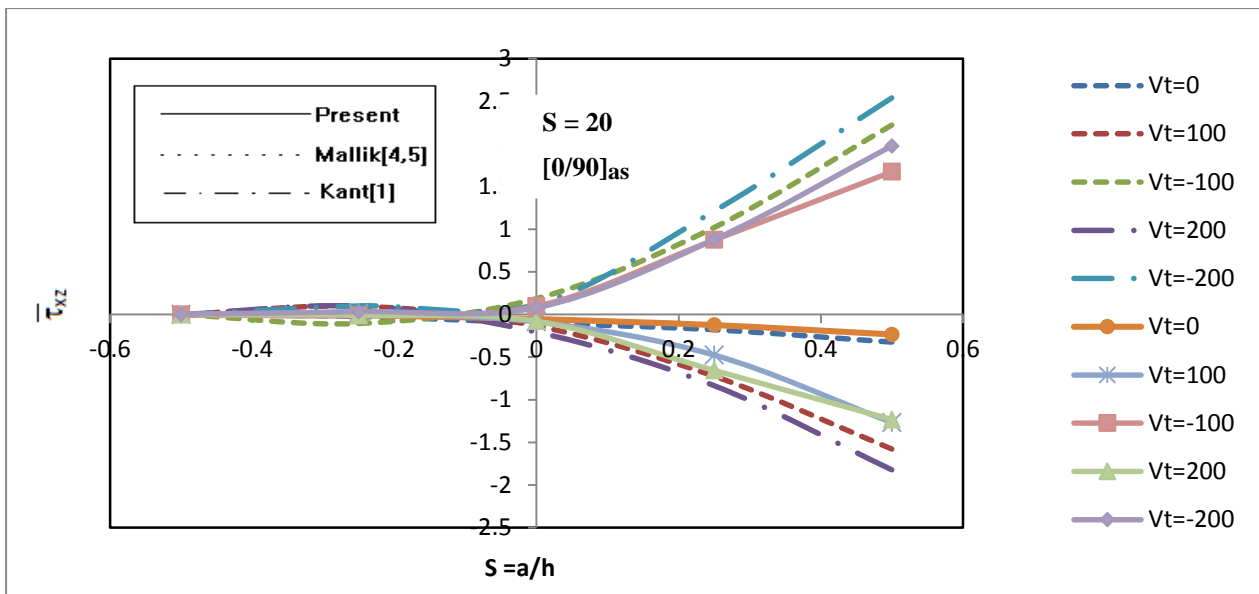 3
2.
1.
1
0.5
0
-0.5
-1
-1.5
-2
-2.5
-0.6
-0.4
-0.2
0
0.2
0.4
0.6
Present
Mallik[4,5]
Kant[1]
S = 20
[0/90]as
τxz
S =a/h
Vt=0
Vt=100
Vt=-100
Vt=200
Vt=-200
Vt=0
Vt=100
Vt=-100
Vt=200
Vt=-200